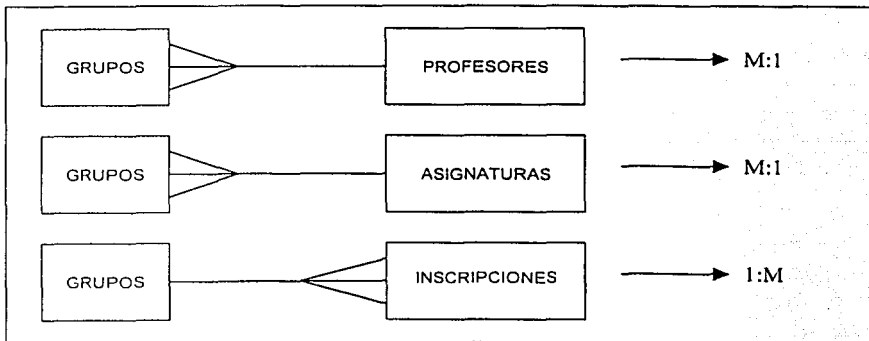 GRUPOS PROFESORES M:1
GRUPOS ASIGNATURAS M:1
GRUPOS INSCRIPCIONES 1:M